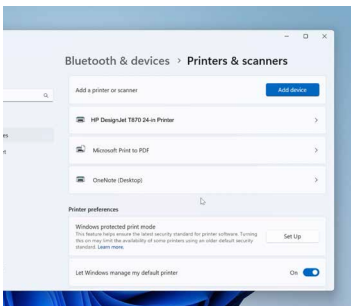 Bluetooth & devices > Printers & scanners
Add a printer or scanner
Add device
HP DesignJet T870 24-in Printer
Microsoft Print to PDF
OneNote (Desktop)
Printer preferences
Windows protected print mode
This feature helps ensure the latest security standard for printer software. Turning
this on may limit the availability of some printers using an older default security
standard. Learn more.
Set Up
Let Windows manage my default printer
On